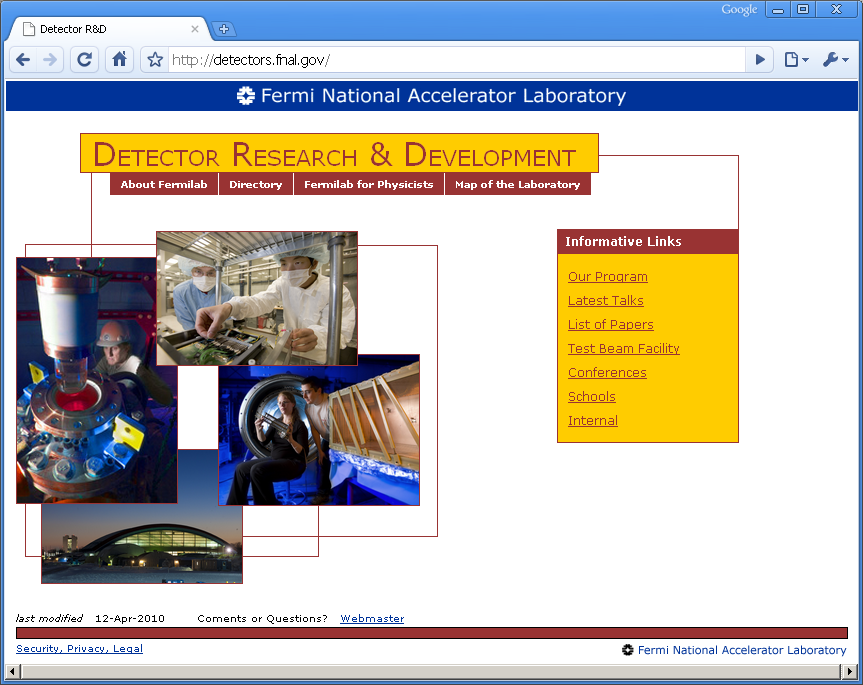 Google
Detector R&D
http://detectors.fnal.gov/
Fermi National Accelerator Laboratory
Detector Research & Development
About Fermilab Directory Fermilab for Physicists Map of the Laboratory
Informative Links
Our Program
Latest Talks
List of Papers
Test Beam Facility
Conferences
Schools
Internal
last modified 12-Apr-2010 Coments or Questions? Webmaster
Security, Privacy, Legal
Fermi National Accelerator Laboratory